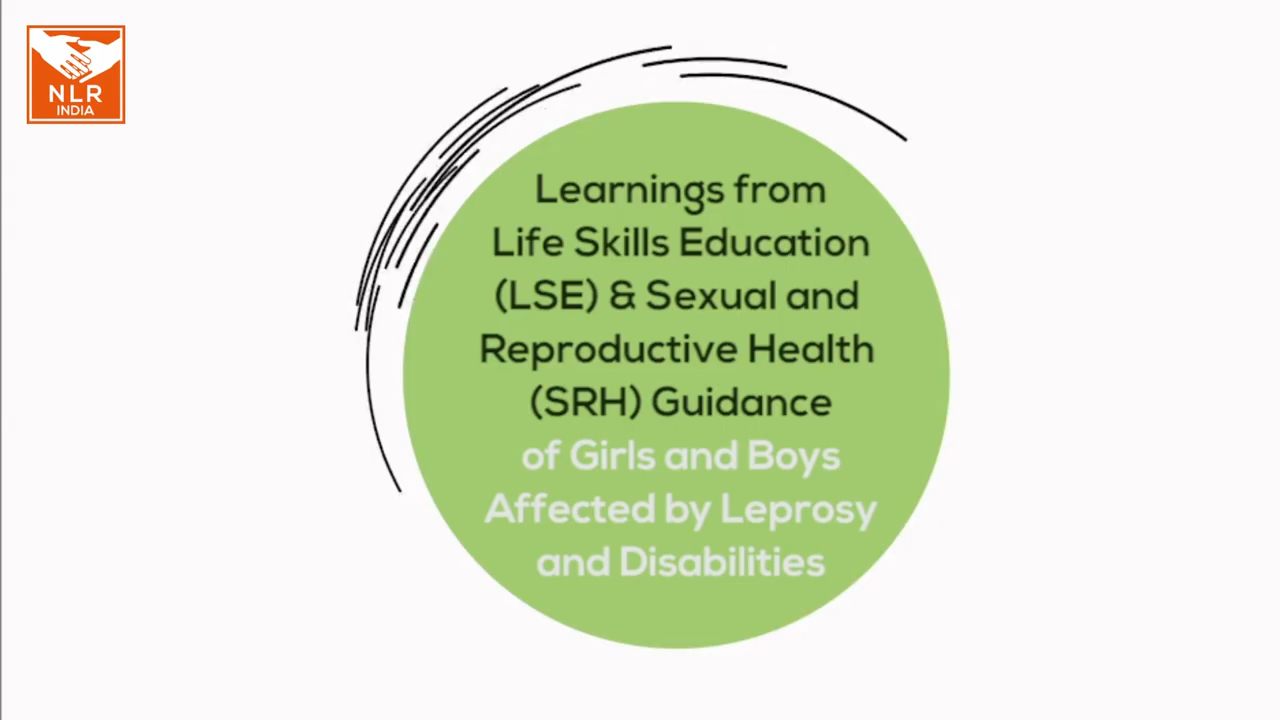 NLR
INDIA
Learnings from
Life Skills Education
(LSE) & Sexual and
Reproductive Health
(SRH) Guidance
of Girls and Boys
Affected by Leprosy
and Disabilities